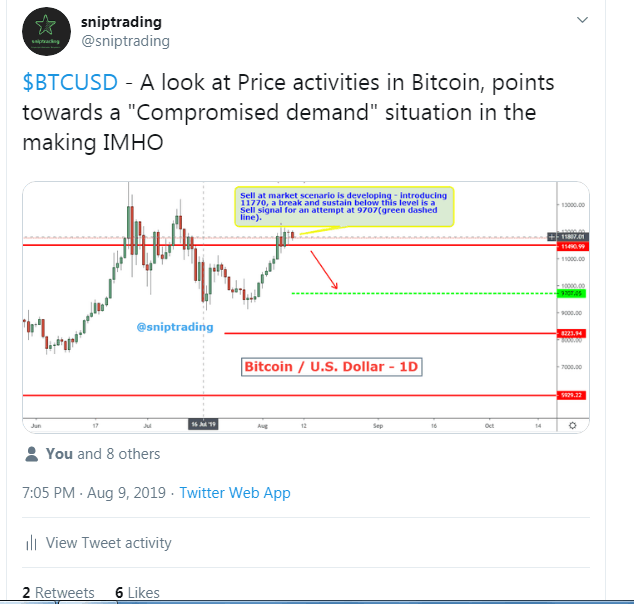 sniptrading
sniptrading
@sniptrading
$BTCUSD - A look at Price activities in Bitcoin, points
towards a "Compromised demand" situation in the
making IMHO
Sell at market scenario is developing - introducing
11770, a break and sustain below this level is a
Sell signal for an attempt at 9707(green dashed
line).
13000.00
11807.01
11490.99
11000.00
10000.00
9707.05
9000.00
@sniptrading
8223.94
8000.00
Bitcoin / U.S. Dollar - 1D
7000.00
5929.22
Jun 17 Jul 16 Jul '19 Aug 12 Sep 16 Oct 14
You and 8 others
7:05 PM · Aug 9, 2019 · Twitter Web App
View Tweet activity
2 Retweets 6 Likes